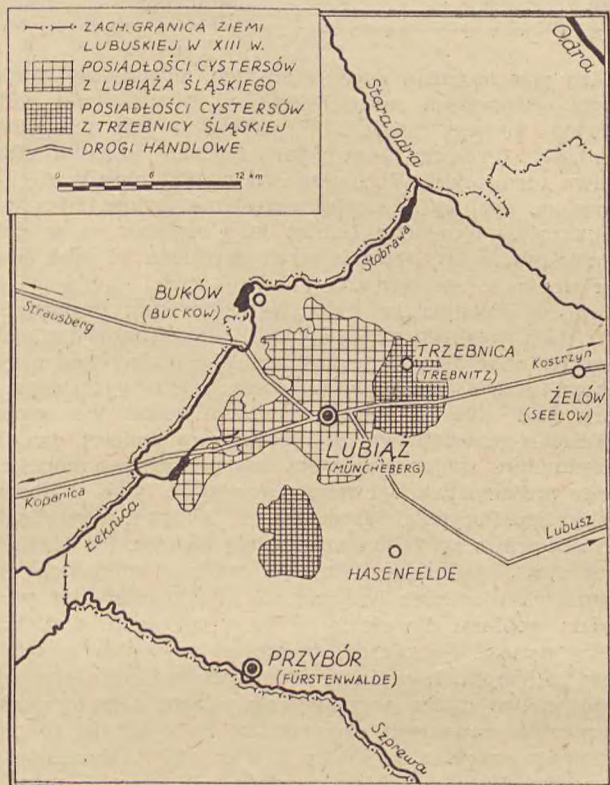 ZACH. GRANICA ZIEMI
LUBUSKIEJ W XIII W.
POSIADŁOŚCI CYSTERSÓW
Z LUBIĄŻA ŚLĄSKIEGO
POSIADŁOŚCI CYSTERSÓW
Z TRZEBNICY ŚLĄSKIEJ
DROGI HANDLOWE
0 6 12 km
Odra
Stara Odra
Stobrawa
BUKÓW
(BUCKOW)
Strausberg
TRZEBNICA
(TREBNITZ)
Kostrzyn
ŻELÓW
(SEELOW)
LUBIĄŻ
(MÜNCHEBERG)
Kopanica
Łeknica
Lubusz
HASENFELDE
PRZYBÓR
(FÜRSTENWALDE)
Szprewa